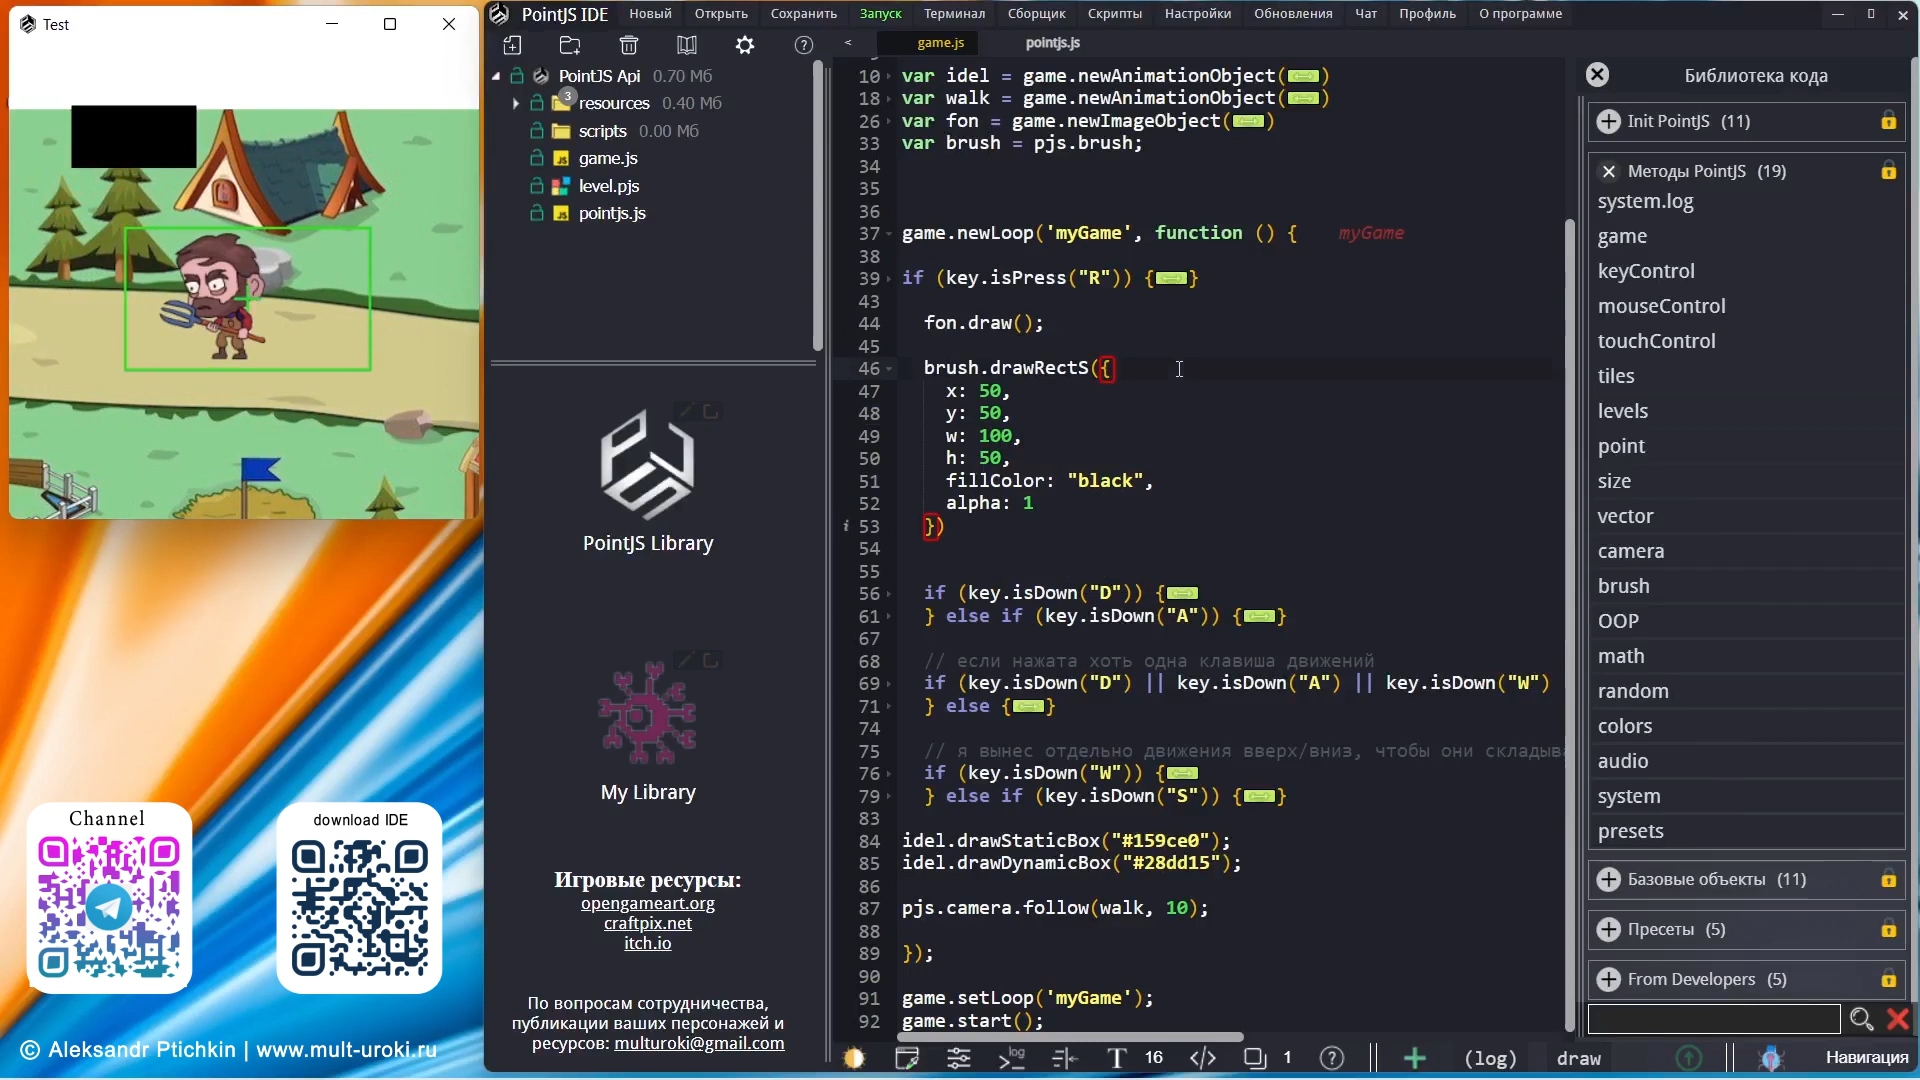 Test
PointJS IDE
Новый
Открыть
Сохранить
Запуск
Терминал
Сборщик
Скрипты
Настройки
Обновления
Чат
Профиль
О программе
<
game.js
pointjs.js
PointJS Api 0.70 Мб
3
resources 0.40 Мб
scripts 0.00 Мб
game.js
level.pjs
pointjs.js
PointJS Library
My Library
Игровые ресурсы:
opengameart.org
craftpix.net
itch.io
По вопросам сотрудничества,
публикации ваших персонажей и
ресурсов: multuroki@gmail.com
Channel
download IDE
© Aleksandr Ptichkin | www.mult-uroki.ru
10 var idel = game.newAnimationObject()
18 var walk = game.newAnimationObject()
26 var fon = game.newImageObject()
33 var brush = pjs.brush;
34
35
36
37 game.newLoop('myGame', function () { myGame
38
39 if (key.isPress("R")) {}
43
44 fon.draw();
45
46 brush.drawRectS({
47 x: 50,
48 y: 50,
49 w: 100,
50 h: 50,
51 fillColor: "black",
52 alpha: 1
i 53 })
54
55
56 if (key.isDown("D")) {
61 } else if (key.isDown("A")) {}
67
68 // если нажата хоть одна клавиша движений
69 if (key.isDown("D") || key.isDown("A") || key.isDown("W")
71 } else {}
74
75 // я вынес отдельно движения вверх/вниз, чтобы они складыв
76 if (key.isDown("W")) {
79 } else if (key.isDown("S")) {}
83
84 idel.drawStaticBox("#159ce0");
85 idel.drawDynamicBox("#28dd15");
86
87 pjs.camera.follow(walk, 10);
88
89 });
90
91 game.setLoop('myGame');
92 game.start();
log
T 16
</>
1
?
+
(log)
draw
Навигация
Библиотека кода
Init PointJS (11)
Методы PointJS (19)
system.log
game
keyControl
mouseControl
touchControl
tiles
levels
point
size
vector
camera
brush
OOP
math
random
colors
audio
system
presets
Базовые объекты (11)
Пресеты (5)
From Developers (5)